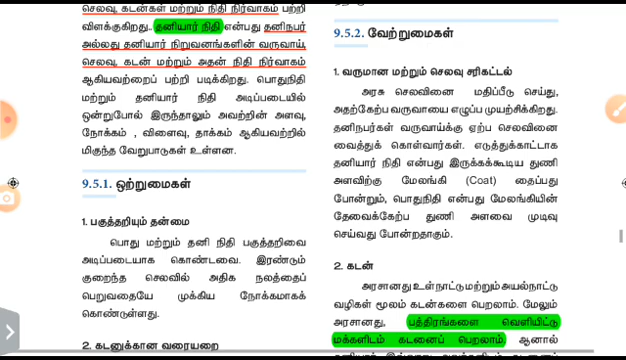 செலவு, கடன்கள் மற்றும் நிதி நிர்வாகம் பற்றி
விளக்குகிறது. தனியார் நிதி என்பது தனிநபர்
அல்லது தனியார் நிறுவனங்களின் வருவாய்,
செலவு, கடன் மற்றும் அதன் நிதி நிர்வாகம்
ஆகியவற்றைப் பற்றி படிக்கிறது. பொதுநிதி
மற்றும் தனியார் நிதி அடிப்படையில்
ஒன்றுபோல் இருந்தாலும் அவற்றின் அளவு,
நோக்கம் , விளைவு, தாக்கம் ஆகியவற்றில்
மிகுந்த வேறுபாடுகள் உள்ளன.
9.5.1. ஒற்றுமைகள்
1. பகுத்தறியும் தன்மை
பொது மற்றும் தனி நிதி பகுத்தறிவை
அடிப்படையாக கொண்டவை. இரண்டும்
குறைந்த செலவில் அதிக நலத்தைப்
பெறுவதையே முக்கிய நோக்கமாகக்
கொண்டுள்ளது.
2. கடனுக்கான வரையறை
9.5.2. வேற்றுமைகள்
1. வருமான மற்றும் செலவு சரிகட்டல்
அரசு செலவினை மதிப்பீடு செய்து,
அதற்கேற்ப வருவாயை எழுப்ப முயற்சிக்கிறது.
தனிநபர்கள் வருவாய்க்கு ஏற்ப செலவினை
வைத்துக் கொள்வார்கள். எடுத்துக்காட்டாக
தனியார் நிதி என்பது இருக்கக்கூடிய துணி
அளவிற்கு மேலங்கி (Coat) தைப்பது
போன்றும், பொதுநிதி என்பது மேலங்கியின்
தேவைக்கேற்ப துணி அளவை முடிவு
செய்வது போன்றதாகும்.
2. கடன்
அரசானது உள்நாட்டு மற்றும் அயல்நாட்டு
வழிகள் மூலம் கடன்களை பெறலாம். மேலும்
அரசானது, பத்திரங்களை வெளியிட்டு
மக்களிடம் கடனைப் பெறலாம். ஆனால்